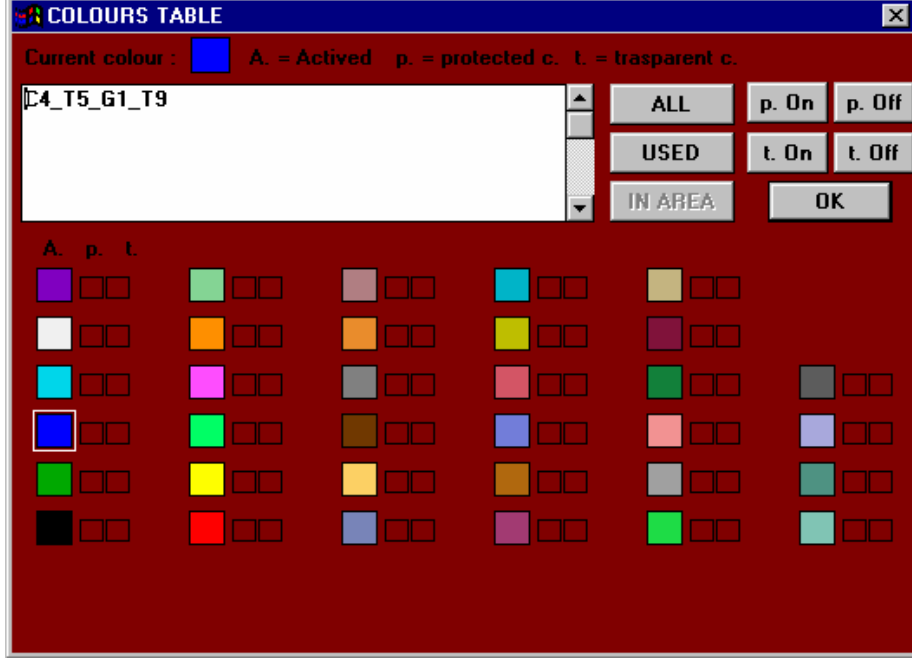 COLOURS TABLE
Current colour : A. = Actived p. = protected c. t. = trasparent c.
C4_T5_G1_T9
ALL p. On p. Off
USED t. On t. Off
IN AREA OK
A. p. t.